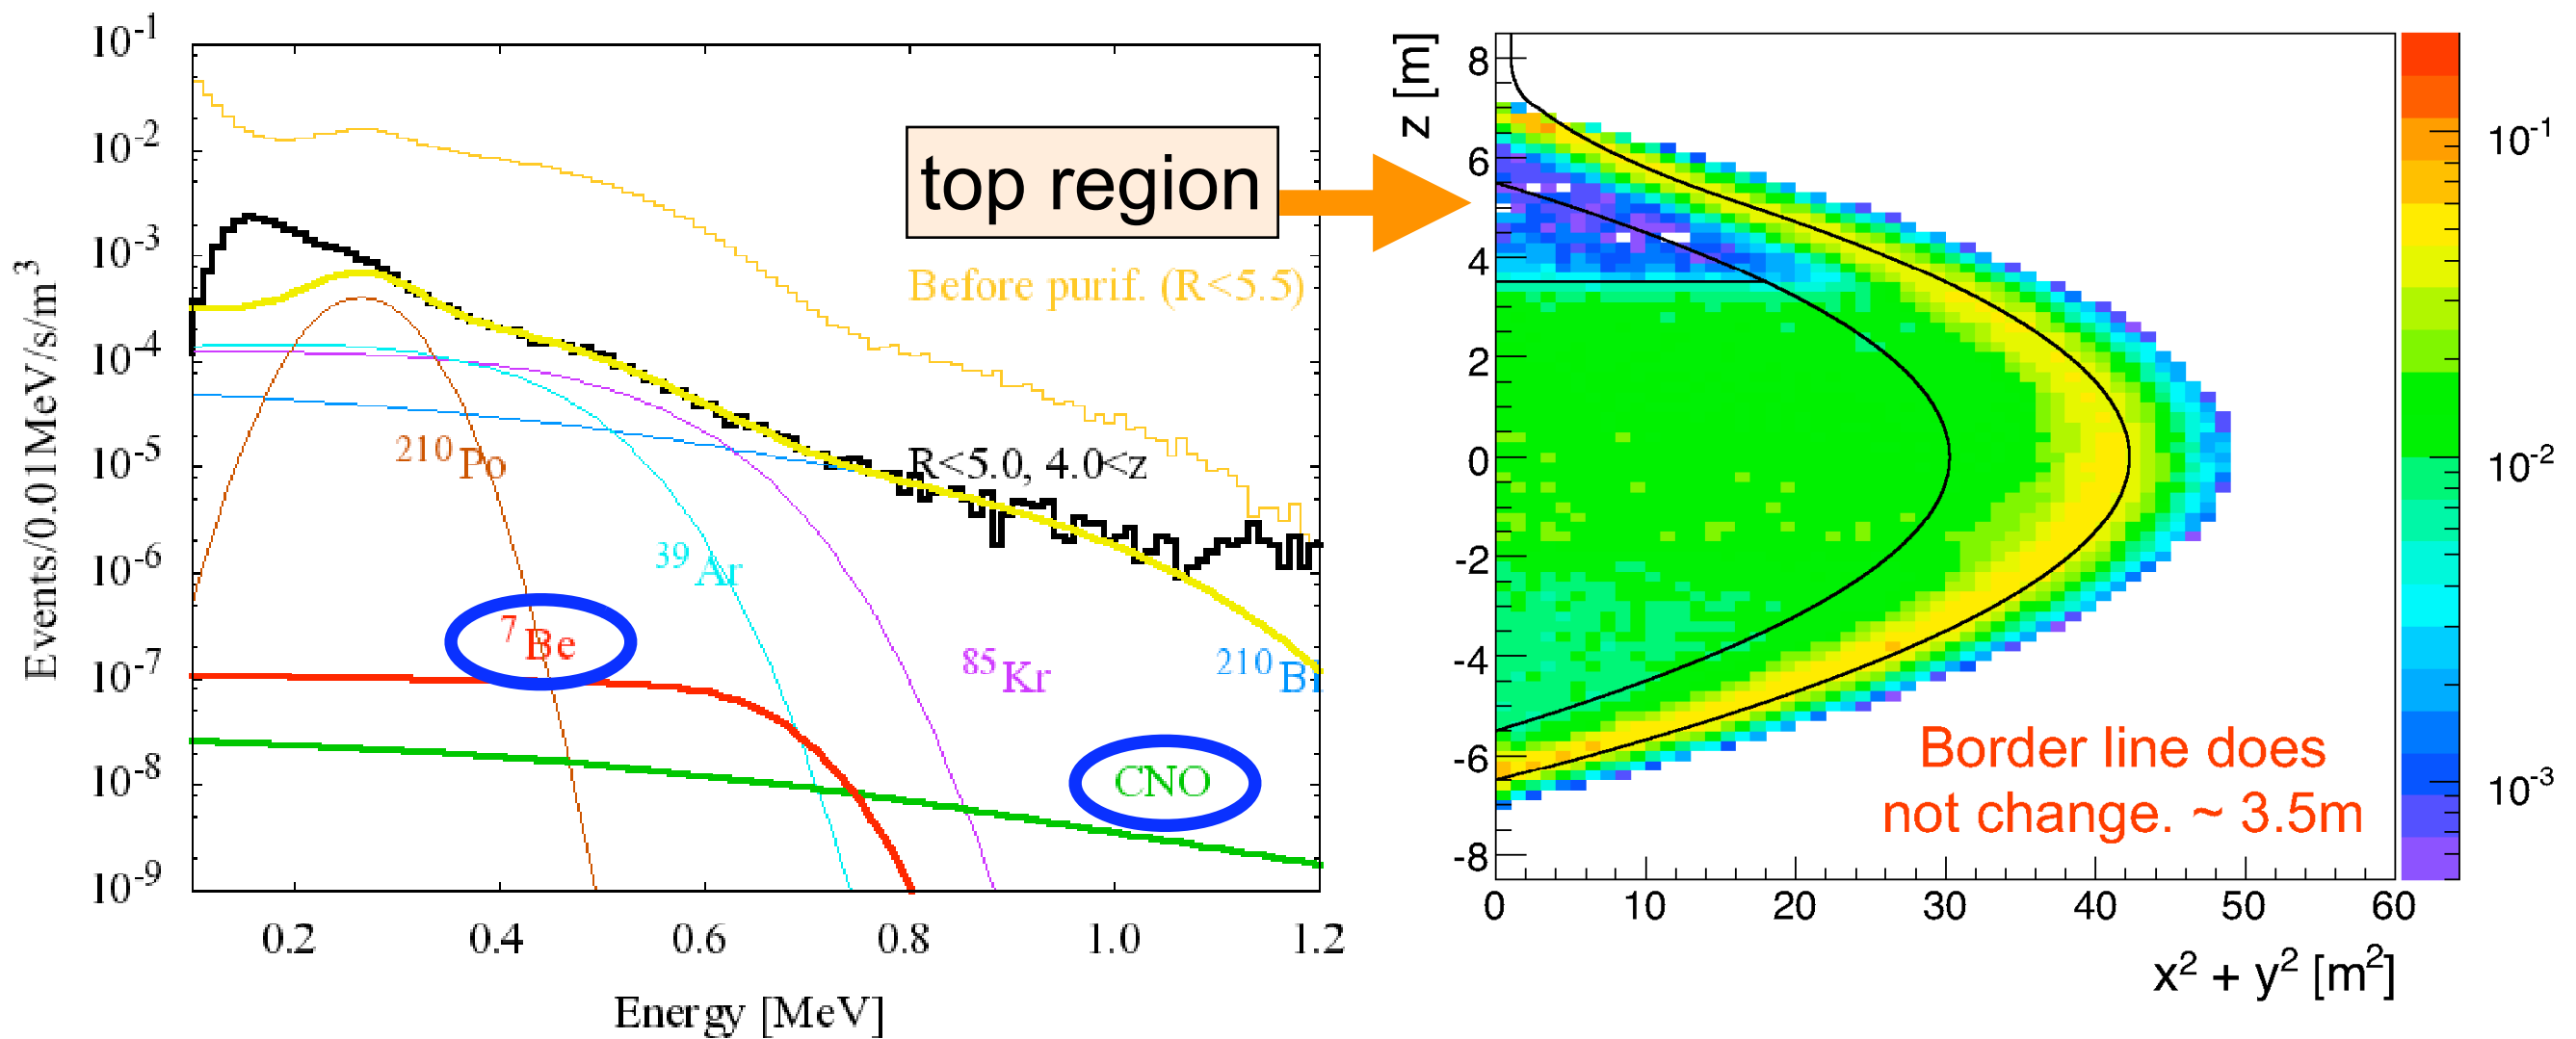 10⁻¹
10⁻²
10⁻³
10⁻⁴
10⁻⁵
10⁻⁶
10⁻⁷
10⁻⁸
10⁻⁹
Events/0.01MeV/s/m³
top region
Before purif. (R<5.5)
²¹⁰Po
R<5.0, 4.0<z
³⁹Ar
⁷Be
⁸⁵Kr
²¹⁰Bi
CNO
0.2 0.4 0.6 0.8 1.0 1.2
Energy [MeV]
z [m]
8
6
4
2
0
-2
-4
-6
-8
Border line does
not change. ~ 3.5m
0 10 20 30 40 50 60
x² + y² [m²]
10⁻¹
10⁻²
10⁻³